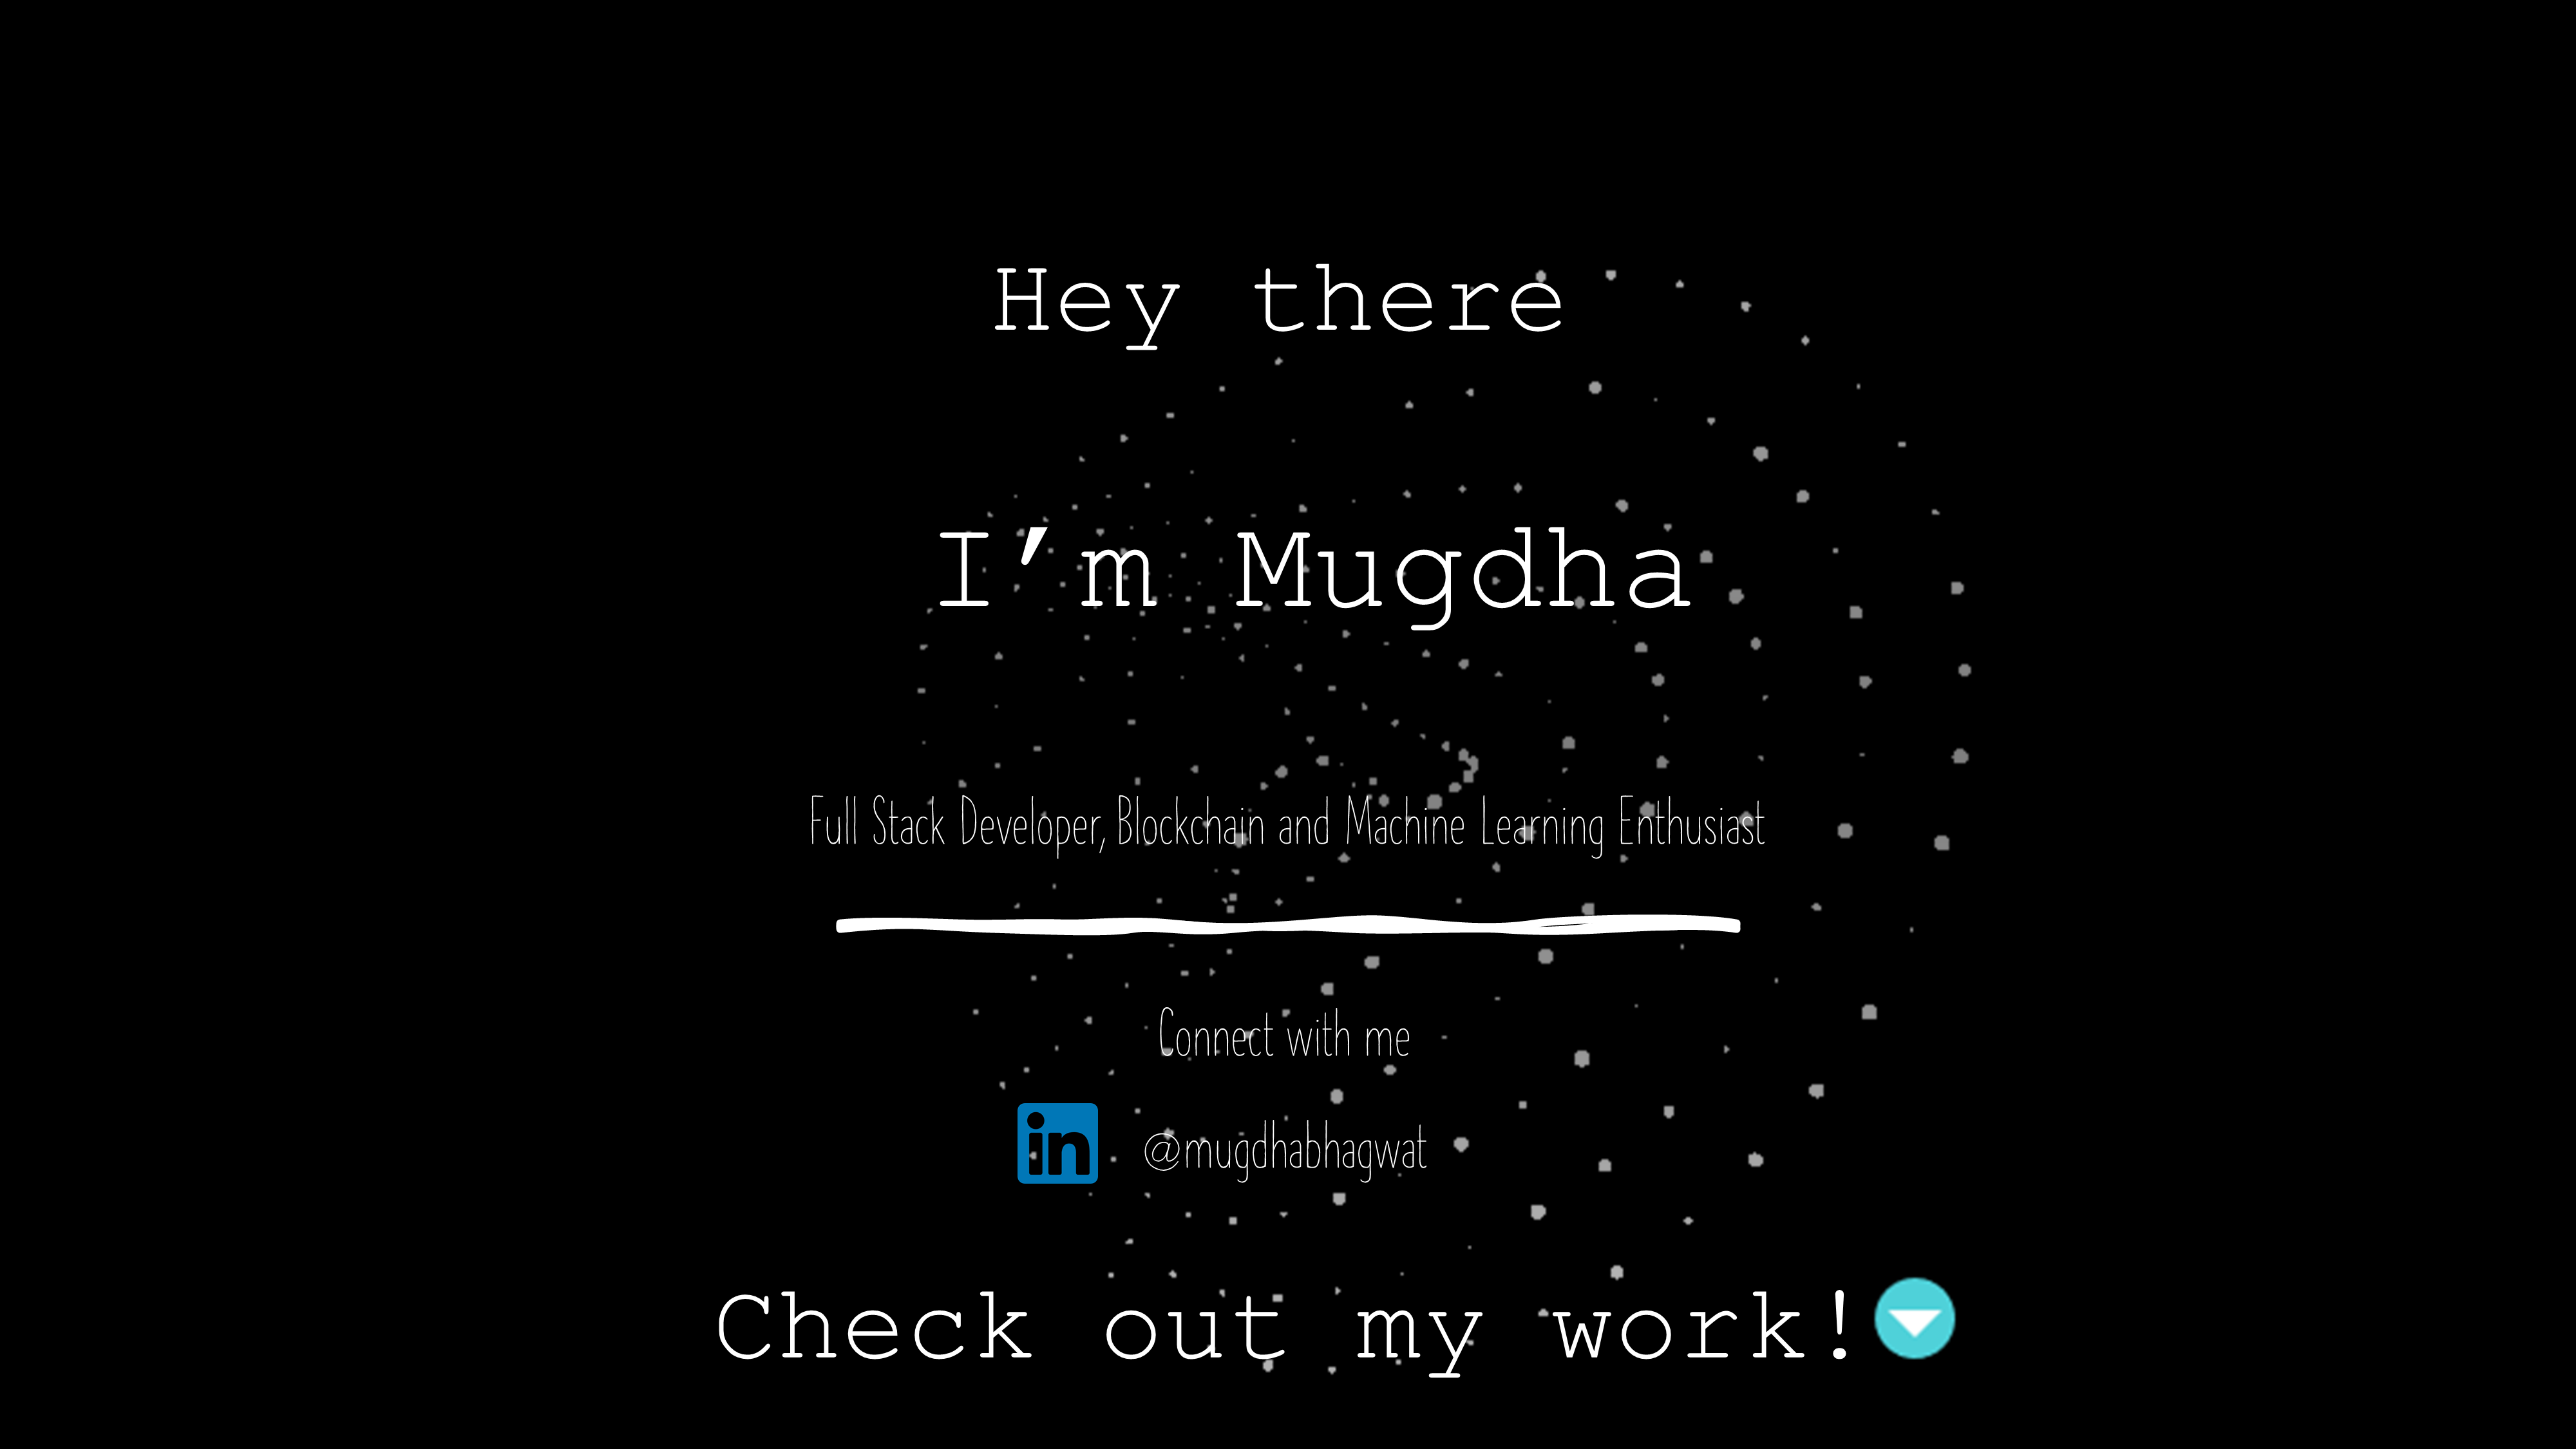 Hey there
I’m Mugdha
Full Stack Developer, Blockchain and Machine Learning Enthusiast
Connect with me
in @mugdhabhagwat
Check out my work!